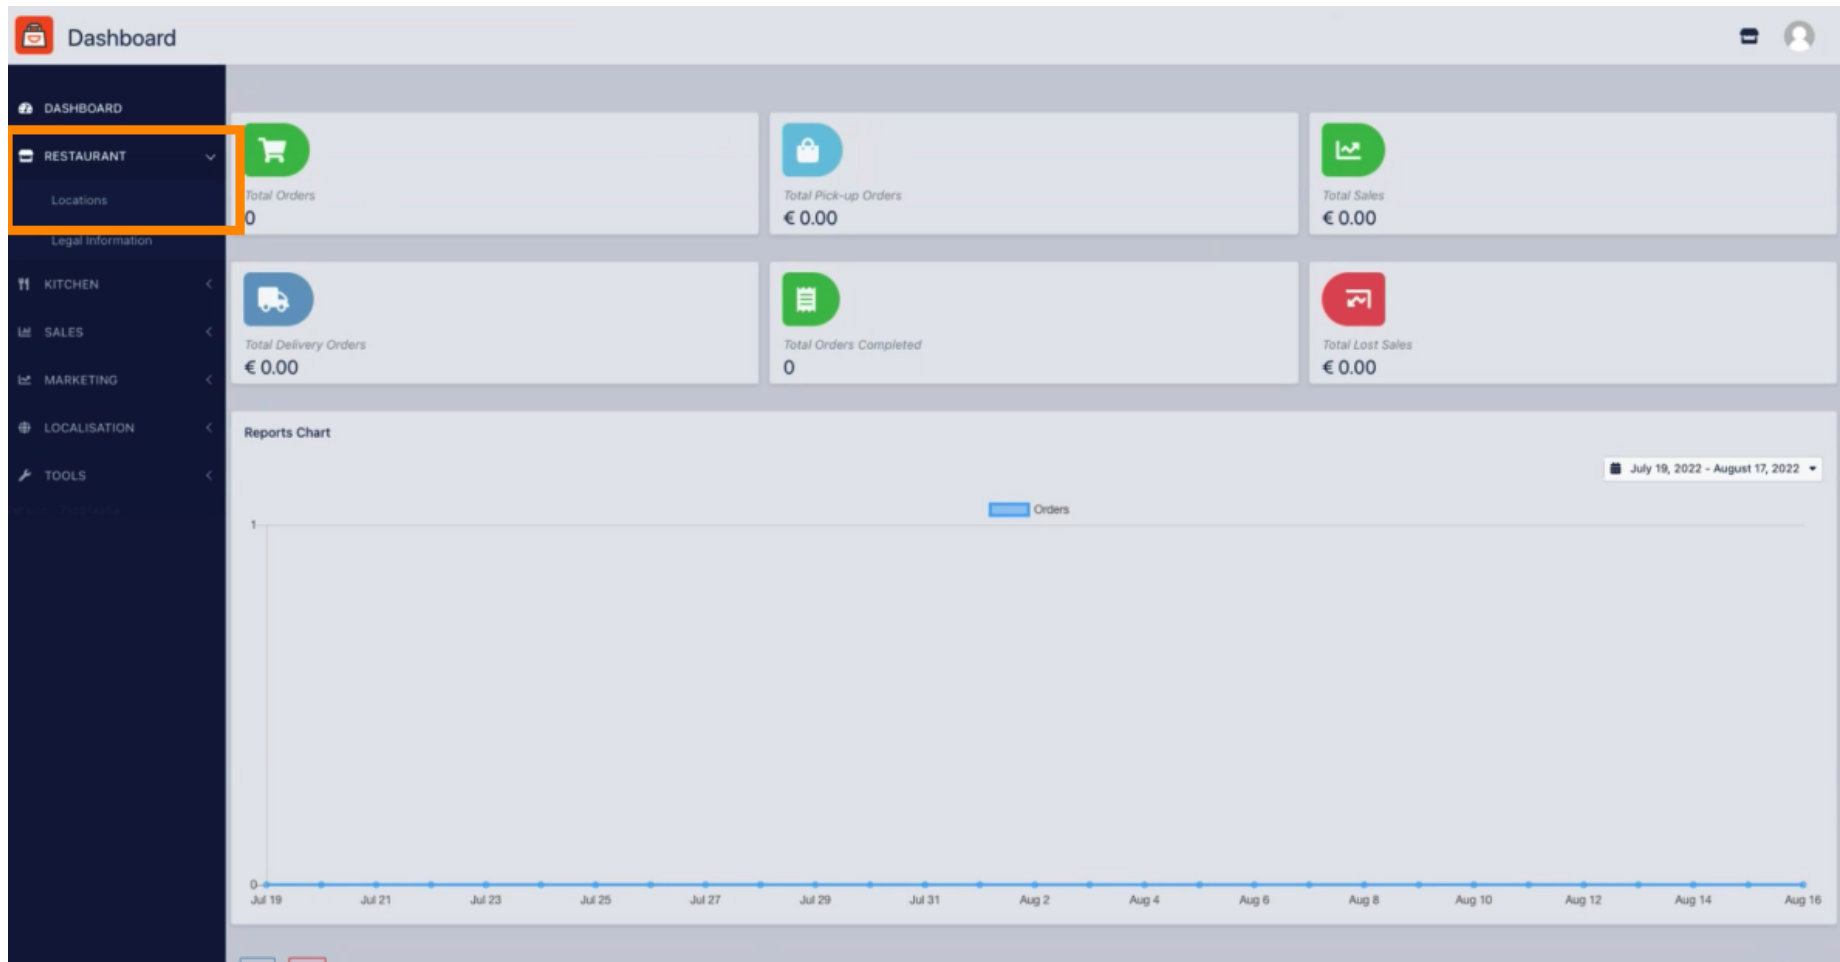 Dashboard
DASHBOARD
RESTAURANT
Locations
Legal Information
KITCHEN
SALES
MARKETING
LOCALISATION
TOOLS
Total Orders
0
Total Pick-up Orders
€ 0.00
Total Sales
€ 0.00
Total Delivery Orders
€ 0.00
Total Orders Completed
0
Total Lost Sales
€ 0.00
Reports Chart
July 19, 2022 - August 17, 2022
Orders
1
0
Jul 19 Jul 21 Jul 23 Jul 25 Jul 27 Jul 29 Jul 31 Aug 2 Aug 4 Aug 6 Aug 8 Aug 10 Aug 12 Aug 14 Aug 16